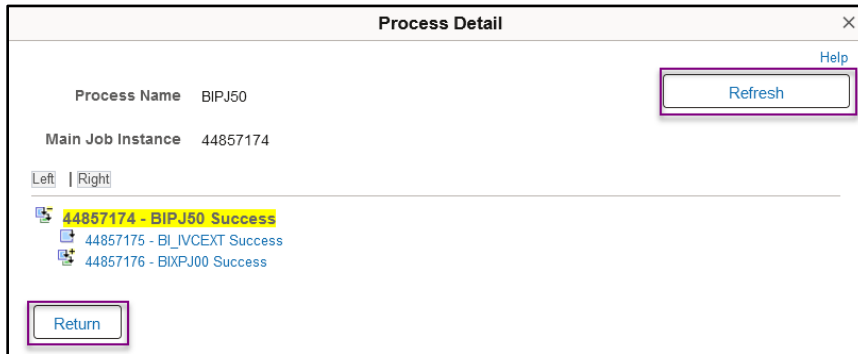 Process Detail ×
Help
Refresh
Process Name BIPJ50
Main Job Instance 44857174
Left | Right
44857174 - BIPJ50 Success
44857175 - BI_IVCEXT Success
44857176 - BIXPJ00 Success
Return